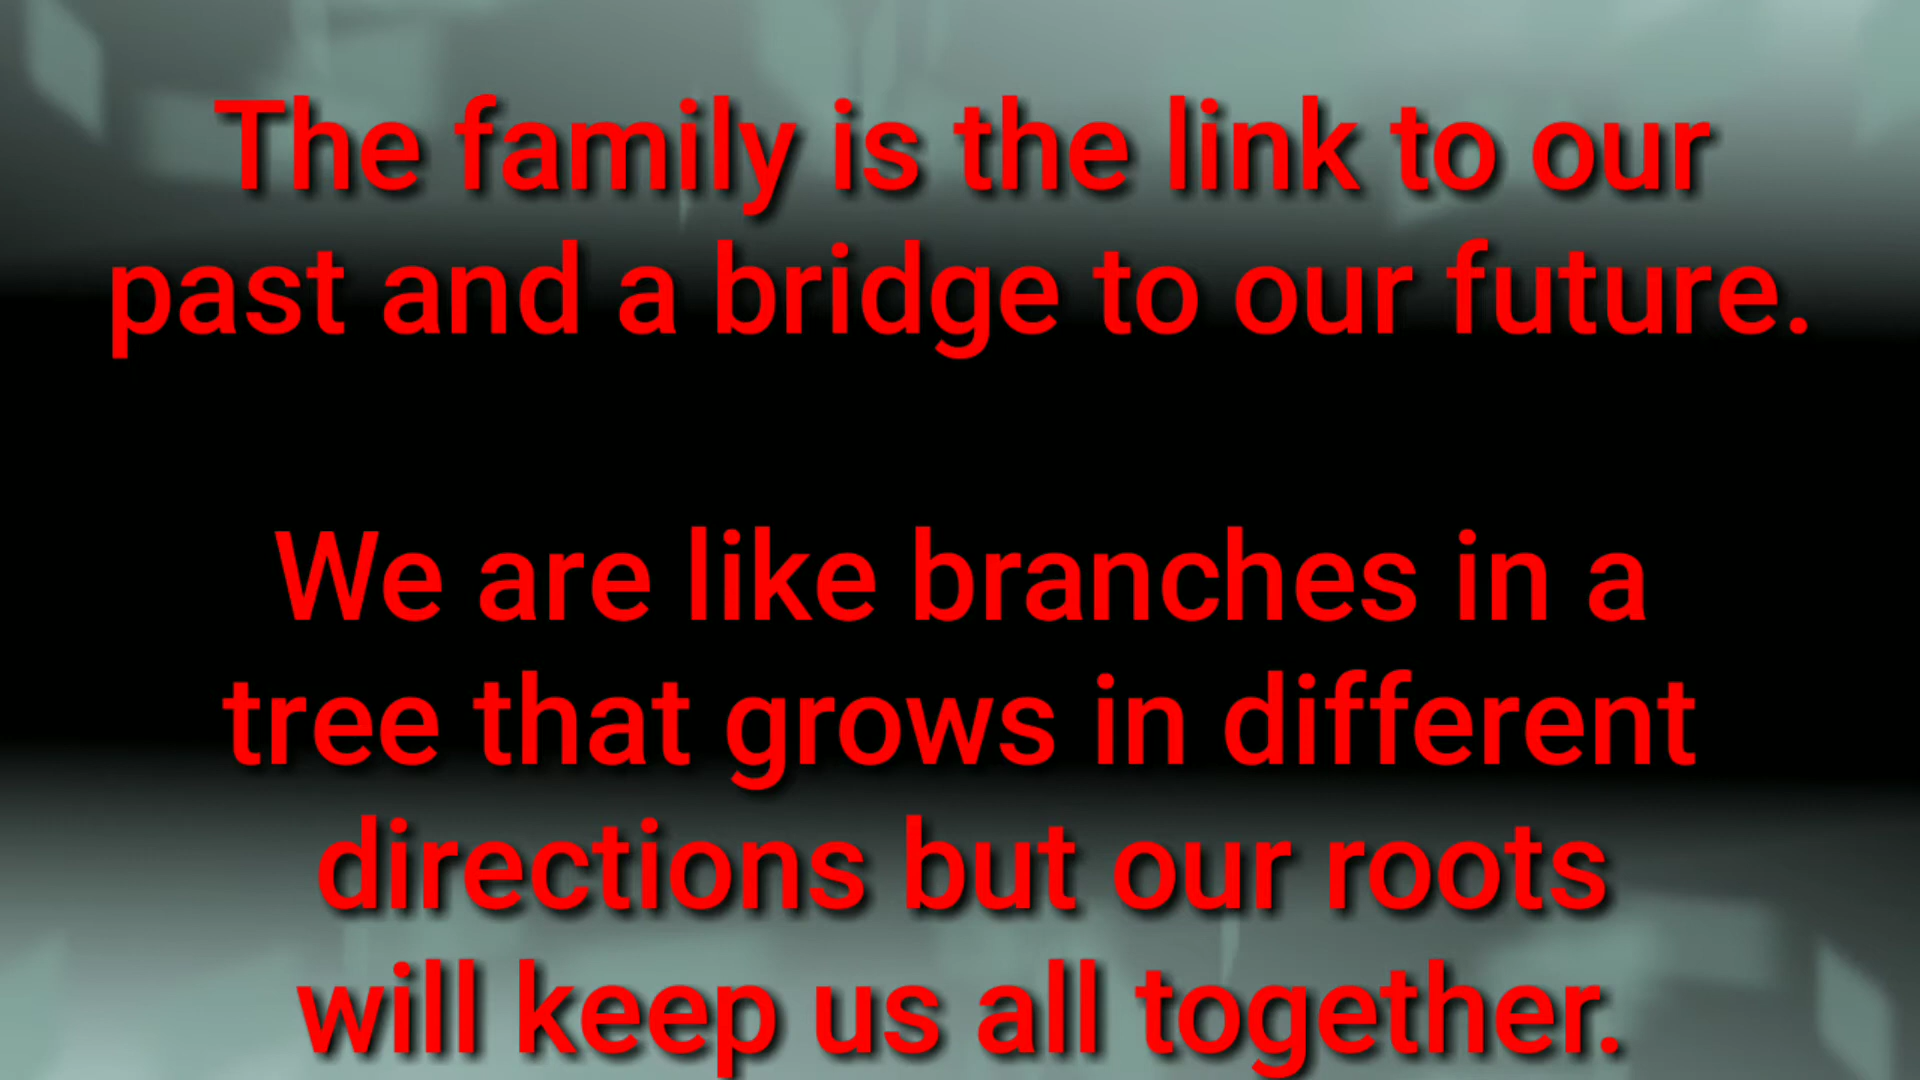 The family is the link to our
past and a bridge to our future.
We are like branches in a
tree that grows in different
directions but our roots
will keep us all together.